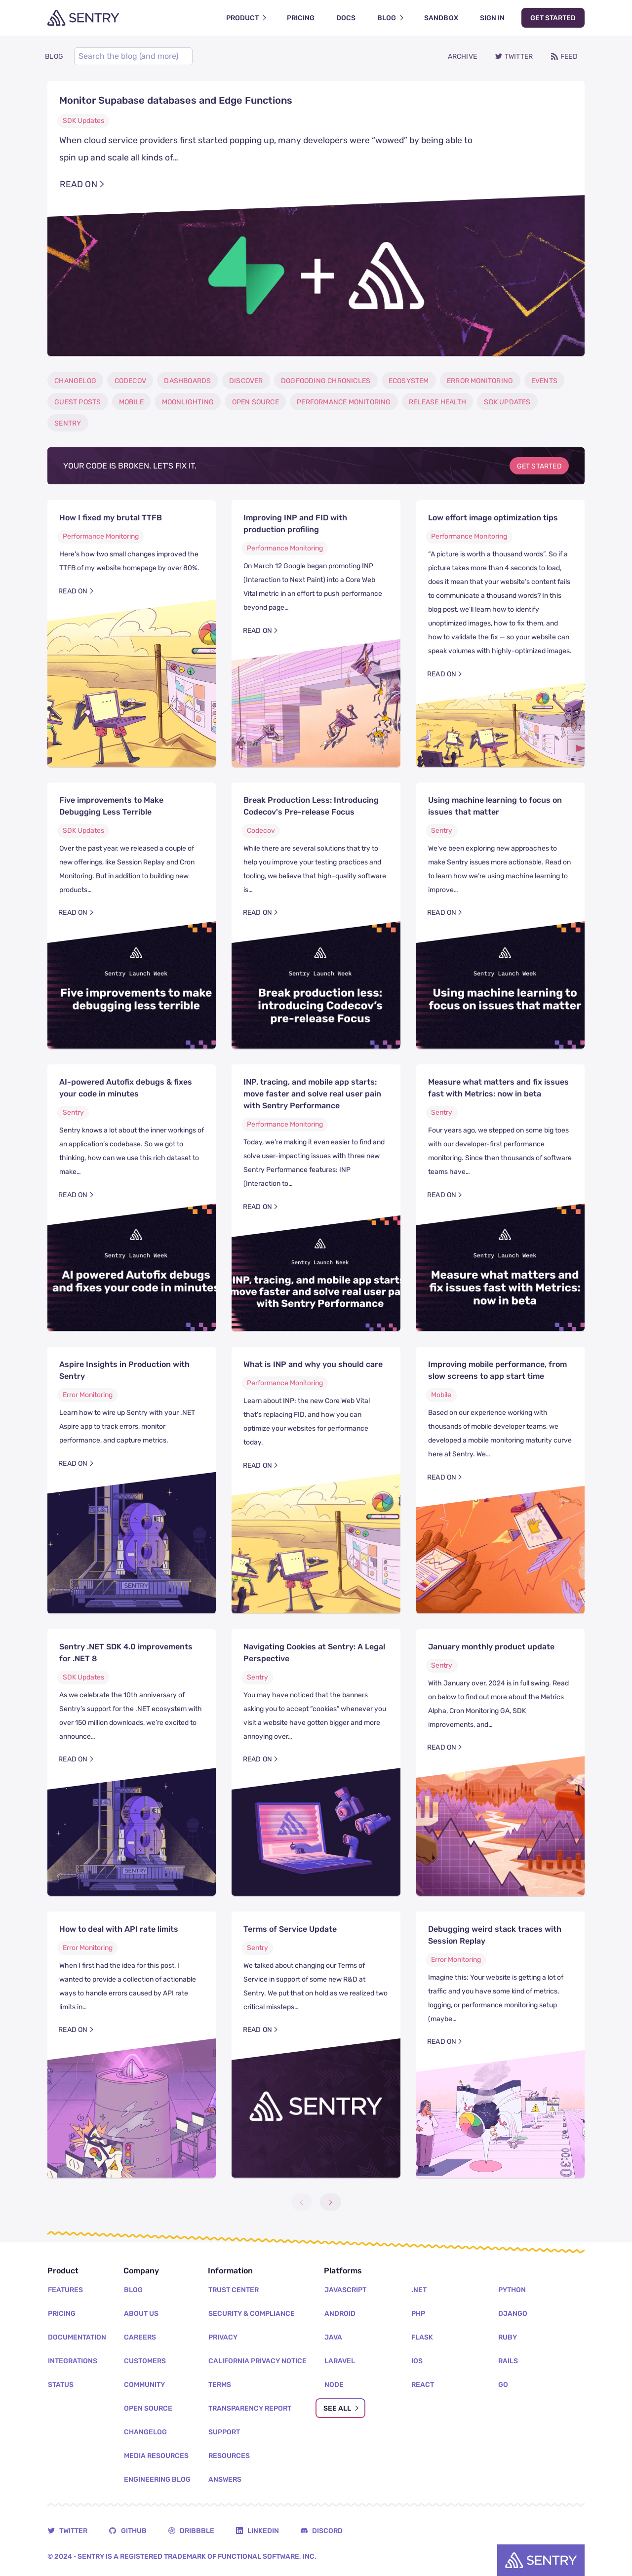 SENTRY
PRODUCT
PRICING
DOCS
BLOG
SANDBOX
SIGN IN
GET STARTED
BLOG
Search the blog (and more)
ARCHIVE
TWITTER
FEED
Monitor Supabase databases and Edge Functions
SDK Updates
When cloud service providers first started popping up, many developers were “wowed” by being able to
spin up and scale all kinds of…
READ ON
CHANGELOG
CODECOV
DASHBOARDS
DISCOVER
DOGFOODING CHRONICLES
ECOSYSTEM
ERROR MONITORING
EVENTS
GUEST POSTS
MOBILE
MOONLIGHTING
OPEN SOURCE
PERFORMANCE MONITORING
RELEASE HEALTH
SDK UPDATES
SENTRY
YOUR CODE IS BROKEN. LET'S FIX IT.
GET STARTED
How I fixed my brutal TTFB
Performance Monitoring
Here's how two small changes improved the
TTFB of my website homepage by over 80%.
READ ON
Improving INP and FID with
production profiling
Performance Monitoring
On March 12 Google began promoting INP
(Interaction to Next Paint) into a Core Web
Vital metric in an effort to push performance
beyond page…
READ ON
Low effort image optimization tips
Performance Monitoring
“A picture is worth a thousand words”. So if a
picture takes more than 4 seconds to load,
does it mean that your website's content fails
to communicate a thousand words? In this
blog post, we'll learn how to identify
unoptimized images, how to fix them, and
how to validate the fix — so your website can
speak volumes with highly-optimized images.
READ ON
Five improvements to Make
Debugging Less Terrible
SDK Updates
Over the past year, we released a couple of
new offerings, like Session Replay and Cron
Monitoring. But in addition to building new
products…
READ ON
Sentry Launch Week
Five improvements to make
debugging less terrible
Break Production Less: Introducing
Codecov's Pre-release Focus
Codecov
While there are several solutions that try to
help you improve your testing practices and
tooling, we believe that high-quality software
is…
READ ON
Sentry Launch Week
Break production less:
introducing Codecov's
pre-release Focus
Using machine learning to focus on
issues that matter
Sentry
We've been exploring new approaches to
make Sentry issues more actionable. Read on
to learn how we're using machine learning to
improve…
READ ON
Sentry Launch Week
Using machine learning to
focus on issues that matter
AI-powered Autofix debugs & fixes
your code in minutes
Sentry
Sentry knows a lot about the inner workings of
an application's codebase. So we got to
thinking, how can we use this rich dataset to
make…
READ ON
Sentry Launch Week
AI powered Autofix debugs
and fixes your code in minutes
INP, tracing, and mobile app starts:
move faster and solve real user pain
with Sentry Performance
Performance Monitoring
Today, we're making it even easier to find and
solve user-impacting issues with three new
Sentry Performance features: INP
(Interaction to…
READ ON
Sentry Launch Week
INP, tracing, and mobile app starts
move faster and solve real user pa
with Sentry Performance
Measure what matters and fix issues
fast with Metrics: now in beta
Sentry
Four years ago, we stepped on some big toes
with our developer-first performance
monitoring. Since then thousands of software
teams have…
READ ON
Sentry Launch Week
Measure what matters and
fix issues fast with Metrics:
now in beta
Aspire Insights in Production with
Sentry
Error Monitoring
Learn how to wire up Sentry with your .NET
Aspire app to track errors, monitor
performance, and capture metrics.
READ ON
SENTRY
What is INP and why you should care
Performance Monitoring
Learn about INP: the new Core Web Vital
that's replacing FID, and how you can
optimize your websites for performance
today.
READ ON
Improving mobile performance, from
slow screens to app start time
Mobile
Based on our experience working with
thousands of mobile developer teams, we
developed a mobile monitoring maturity curve
here at Sentry. We…
READ ON
Sentry .NET SDK 4.0 improvements
for .NET 8
SDK Updates
As we celebrate the 10th anniversary of
Sentry's support for the .NET ecosystem with
over 150 million downloads, we're excited to
announce…
READ ON
SENTRY
Navigating Cookies at Sentry: A Legal
Perspective
Sentry
You may have noticed that the banners
asking you to accept “cookies” whenever you
visit a website have gotten bigger and more
annoying over…
READ ON
January monthly product update
Sentry
With January over, 2024 is in full swing. Read
on below to find out more about the Metrics
Alpha, Cron Monitoring GA, SDK
improvements, and…
READ ON
How to deal with API rate limits
Error Monitoring
When I first had the idea for this post, I
wanted to provide a collection of actionable
ways to handle errors caused by API rate
limits in…
READ ON
Terms of Service Update
Sentry
We talked about changing our Terms of
Service in support of some new R&D at
Sentry. We put that on hold as we realized two
critical missteps…
READ ON
SENTRY
Debugging weird stack traces with
Session Replay
Error Monitoring
Imagine this: Your website is getting a lot of
traffic and you have some kind of metrics,
logging, or performance monitoring setup
(maybe…
READ ON
00:30
Product
FEATURES
PRICING
DOCUMENTATION
INTEGRATIONS
STATUS
Company
BLOG
ABOUT US
CAREERS
CUSTOMERS
COMMUNITY
OPEN SOURCE
CHANGELOG
MEDIA RESOURCES
ENGINEERING BLOG
Information
TRUST CENTER
SECURITY & COMPLIANCE
PRIVACY
CALIFORNIA PRIVACY NOTICE
TERMS
TRANSPARENCY REPORT
SUPPORT
RESOURCES
ANSWERS
Platforms
JAVASCRIPT
ANDROID
JAVA
LARAVEL
NODE
SEE ALL
.NET
PHP
FLASK
IOS
REACT
PYTHON
DJANGO
RUBY
RAILS
GO
TWITTER
GITHUB
DRIBBBLE
LINKEDIN
DISCORD
© 2024 • SENTRY IS A REGISTERED TRADEMARK OF FUNCTIONAL SOFTWARE, INC.
SENTRY